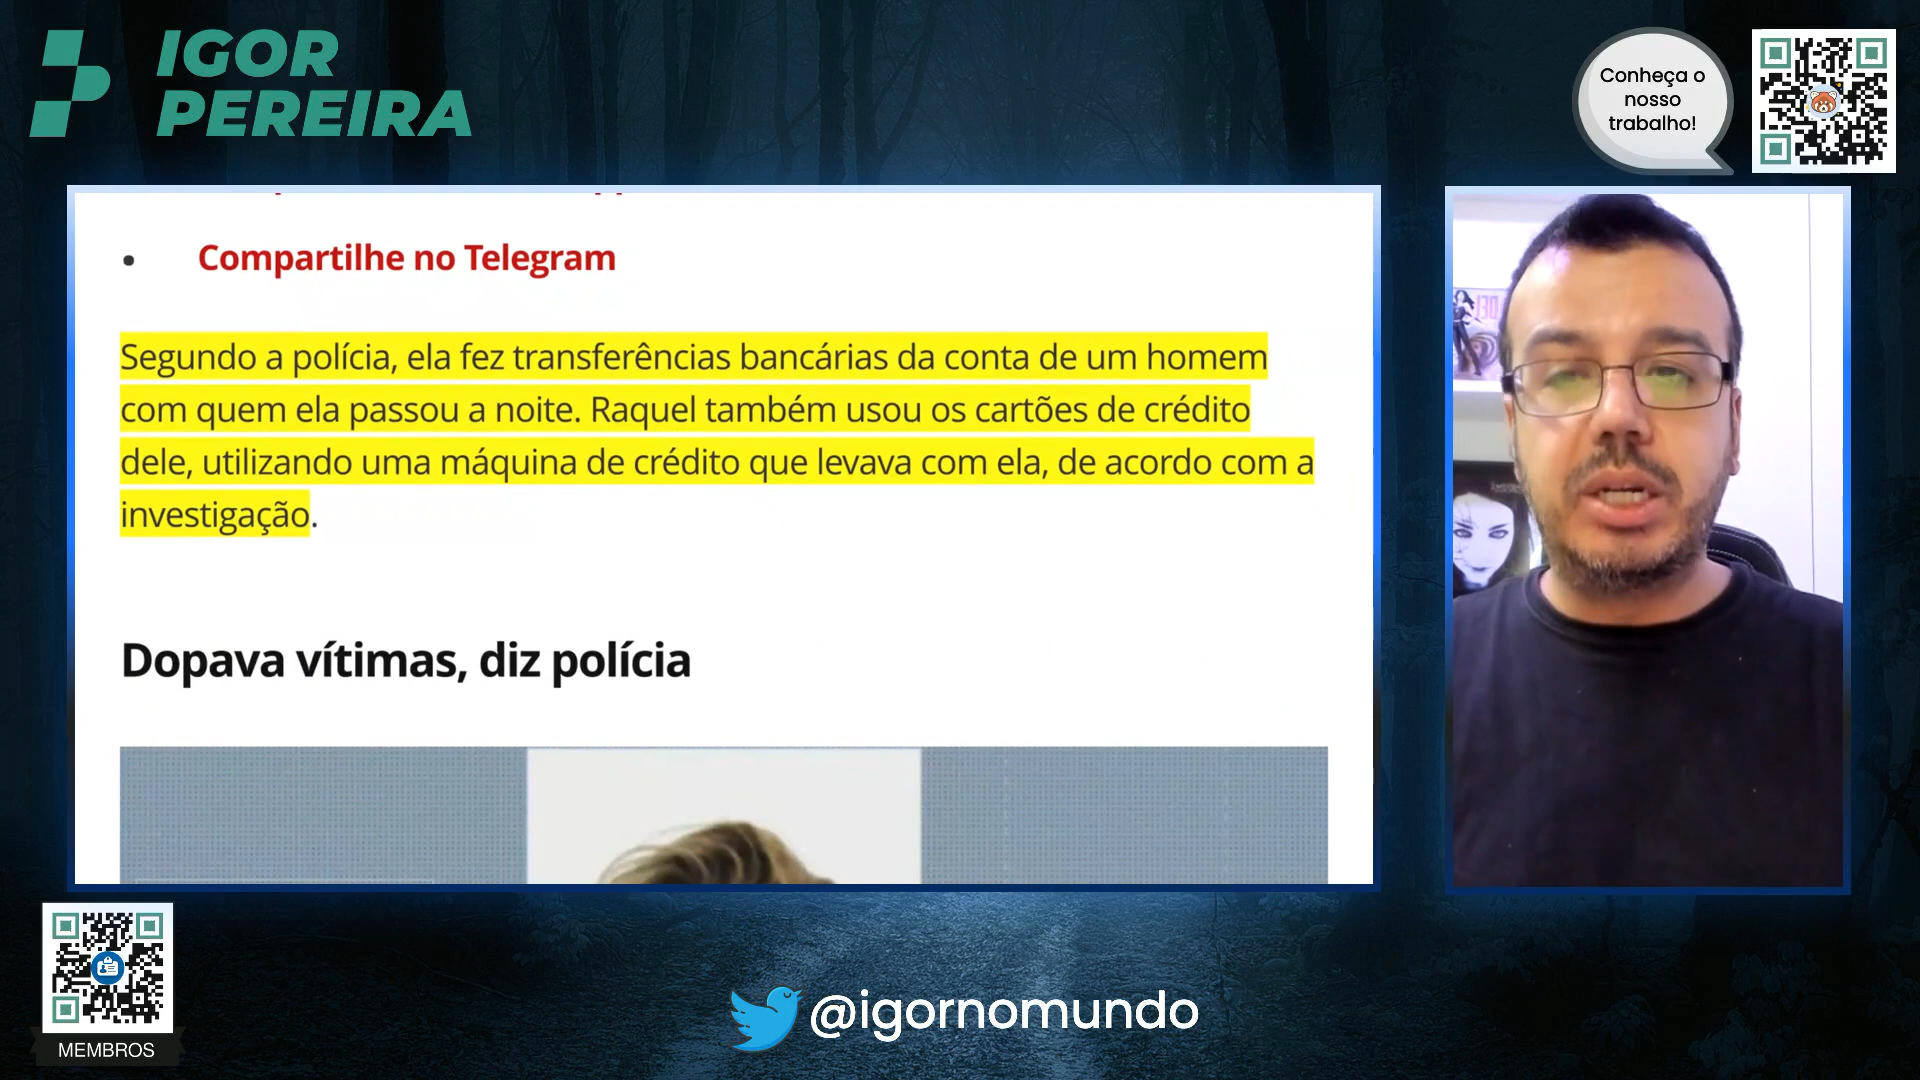 IGOR
PEREIRA
Conheça o
nosso
trabalho!
• Compartilhe no Telegram
Segundo a polícia, ela fez transferências bancárias da conta de um homem
com quem ela passou a noite. Raquel também usou os cartões de crédito
dele, utilizando uma máquina de crédito que levava com ela, de acordo com a
investigação.
Dopava vítimas, diz polícia
MEMBROS
@igornomundo